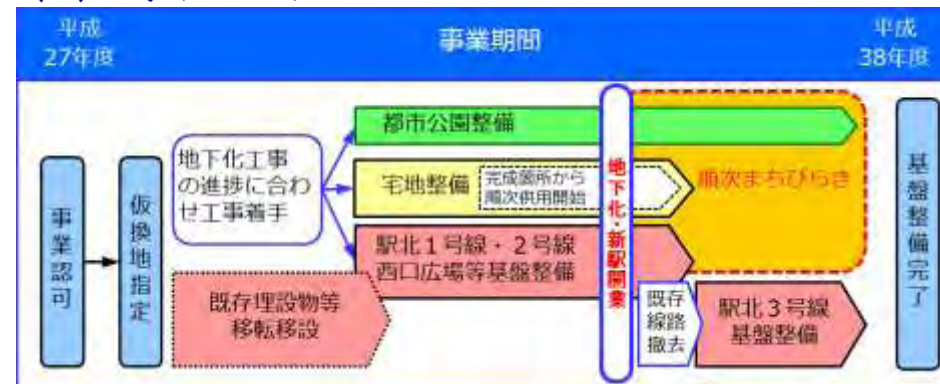 平成
27年度
事業期間
平成
38年度
事業認可
仮換地指定
地下化工事
の進捗に合わ
せ工事着手
既存埋設物等
移転移設
都市公園整備
宅地整備
完成箇所から
順次供用開始
駅北1号線・2号線
西口広場等基盤整備
地下化・新駅開業
順次まちびらき
既存
線路
撤去
駅北3号線
基盤整備
基盤整備完了